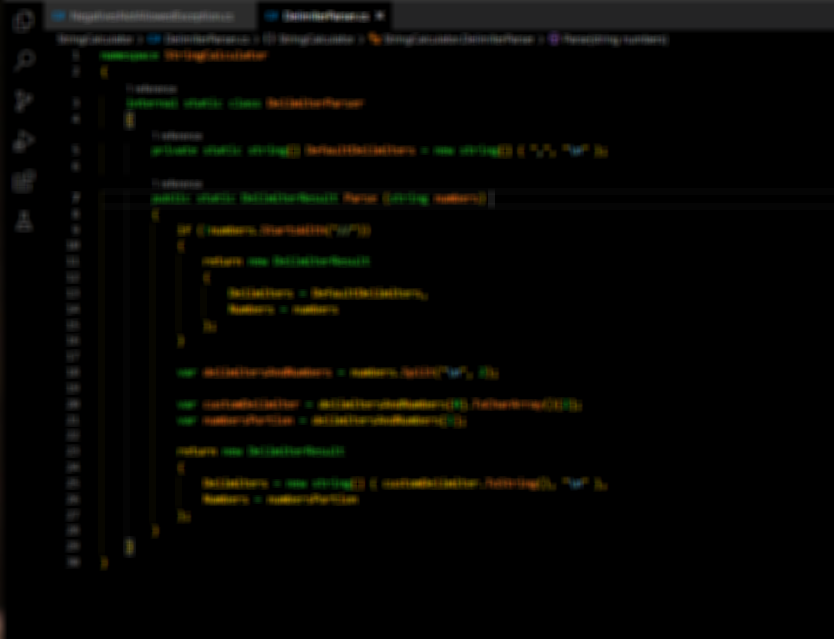 NegativesNotAllowedException.cs DelimiterParser.cs
StringCalculator > DelimiterParser.cs > {} StringCalculator > StringCalculator.DelimiterParser > Parse(string numbers)
1 namespace StringCalculator
2 {
1 reference
3 internal static class DelimiterParser
4 {
1 reference
5 private static string[] DefaultDelimiters = new string[] { ",", "\n" };
6
1 reference
7 public static DelimiterResult Parse (string numbers)
8 {
9 if (!numbers.StartsWith("//"))
10 {
11 return new DelimiterResult
12 {
13 Delimiters = DefaultDelimiters,
14 Numbers = numbers
15 };
16 }
17
18 var delimiterAndNumbers = numbers.Split("\n", 2);
19
20 var customDelimiter = delimiterAndNumbers[0].ToCharArray()[2];
21 var numbersPortion = delimiterAndNumbers[1];
22
23 return new DelimiterResult
24 {
25 Delimiters = new string[] { customDelimiter.ToString(), "\n" },
26 Numbers = numbersPortion
27 };
28 }
29 }
30 }